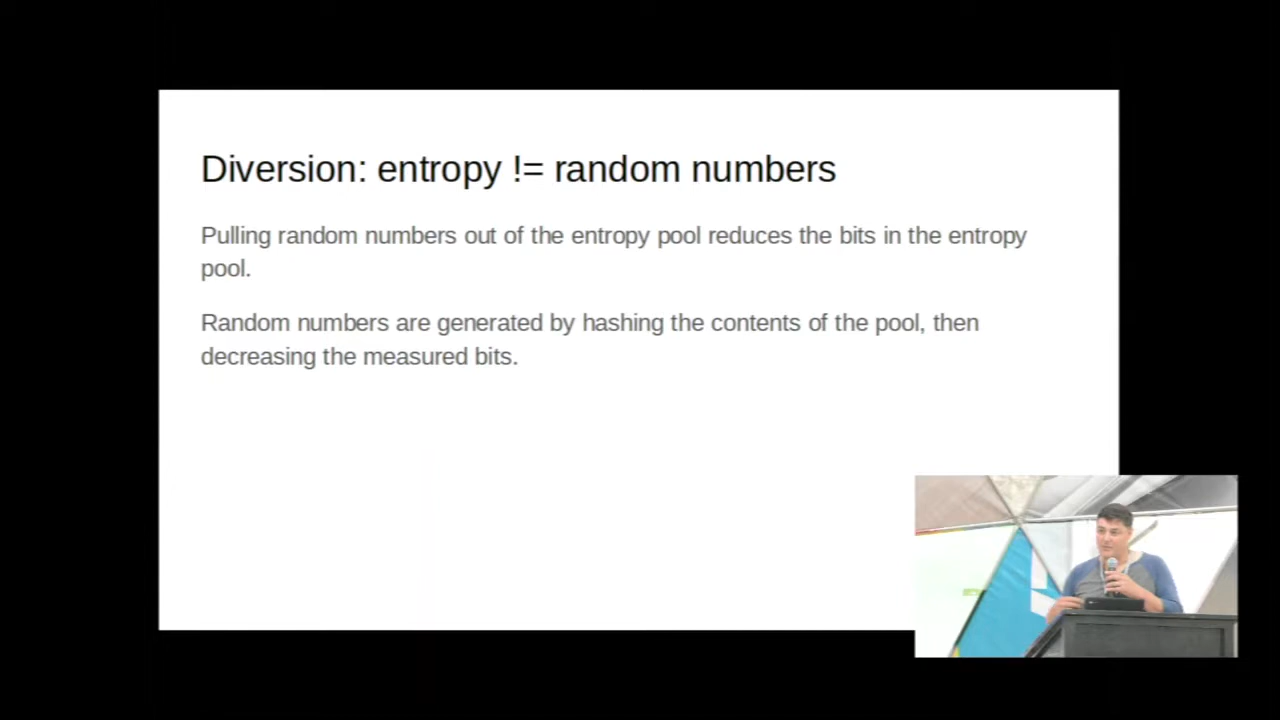 Diversion: entropy != random numbers
Pulling random numbers out of the entropy pool reduces the bits in the entropy
pool.
Random numbers are generated by hashing the contents of the pool, then
decreasing the measured bits.